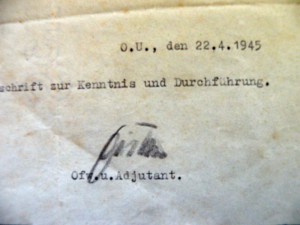 O.U., den 22.4.1945
schrift zur Kenntnis und Durchführung.
Ofw.u.Adjutant.